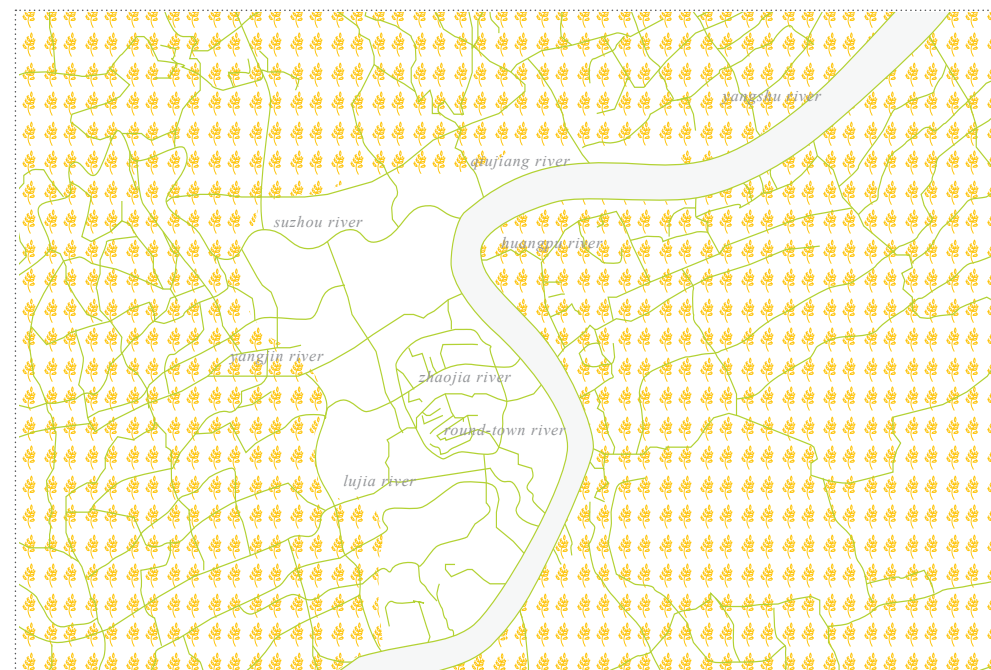 yangshu river
qiujiang river
suzhou river
huangpu river
yangjin river
zhaojia river
round-town river
lujia river